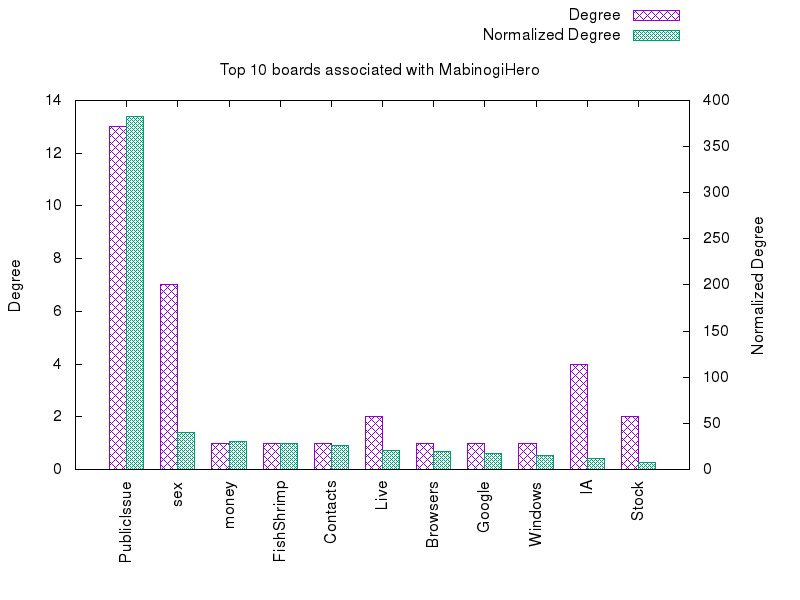 Degree
Normalized Degree
Top 10 boards associated with MabinogiHero
14
12
10
8
6
4
2
0
400
350
300
250
200
150
100
50
0
Degree
Normalized Degree
PublicIssue
sex
money
FishShrimp
Contacts
Live
Browsers
Google
Windows
IA
Stock